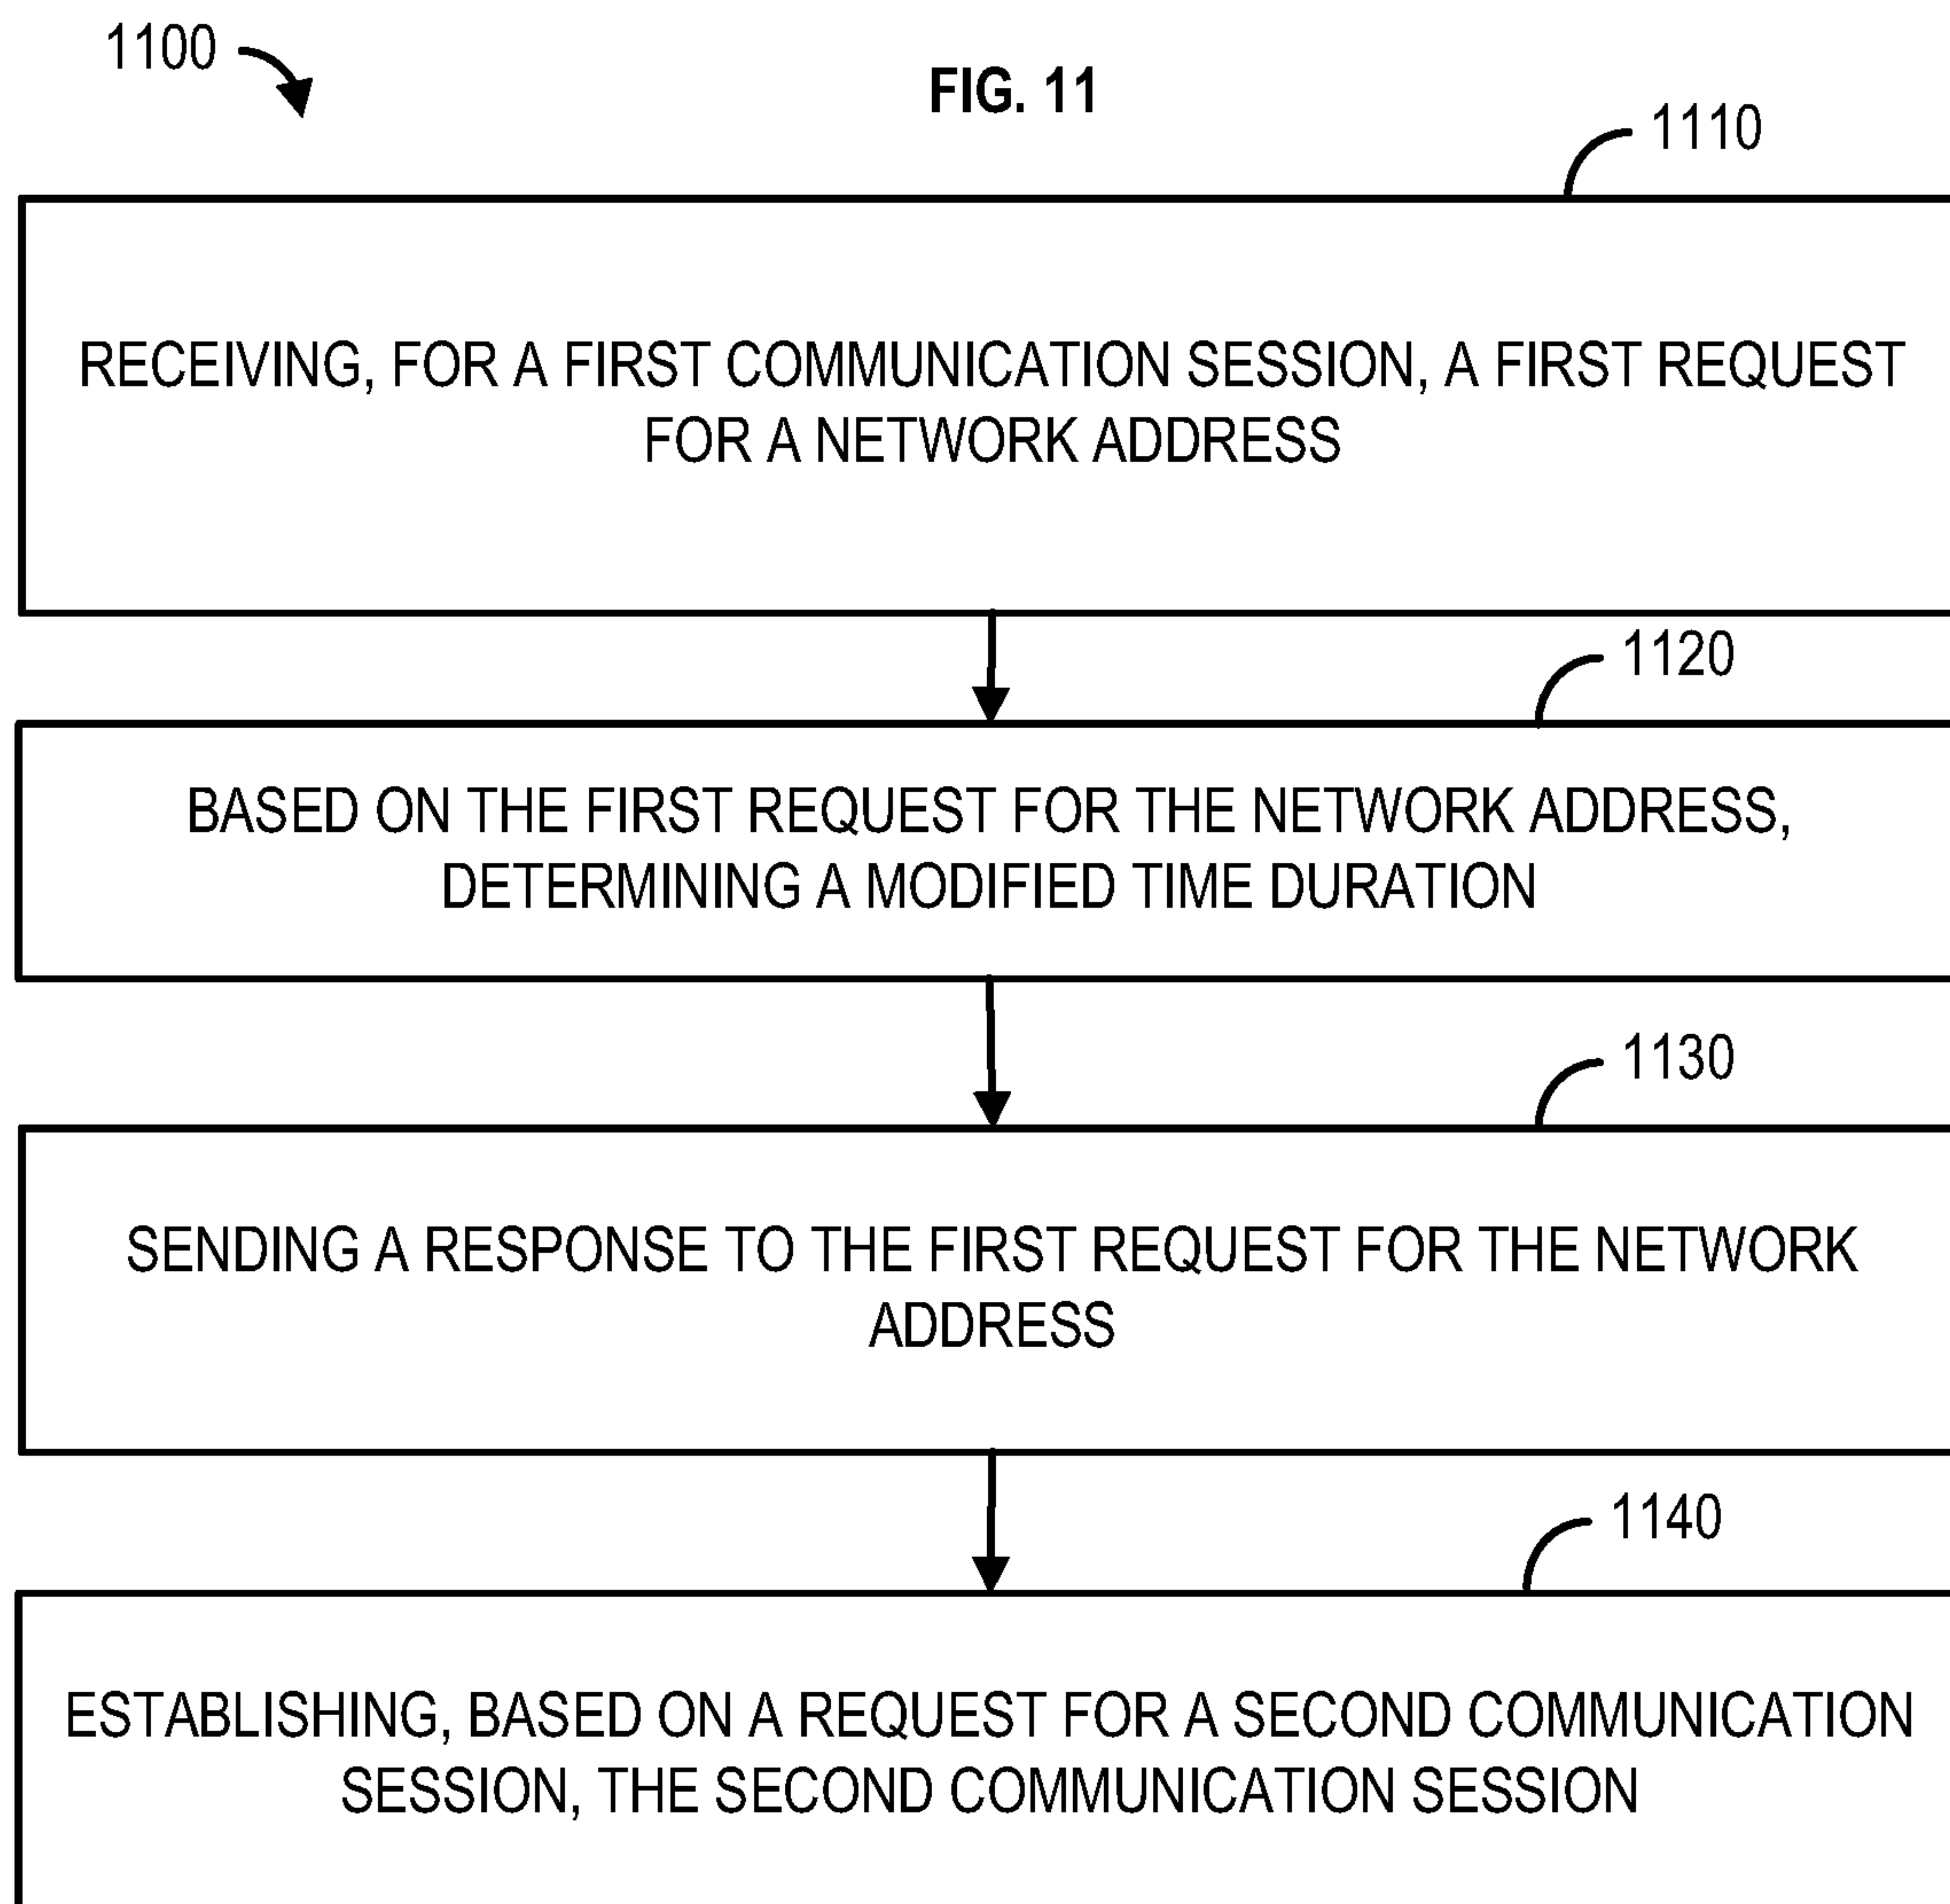 1100
FIG. 11
1110
RECEIVING, FOR A FIRST COMMUNICATION SESSION, A FIRST REQUEST
FOR A NETWORK ADDRESS
1120
BASED ON THE FIRST REQUEST FOR THE NETWORK ADDRESS,
DETERMINING A MODIFIED TIME DURATION
1130
SENDING A RESPONSE TO THE FIRST REQUEST FOR THE NETWORK
ADDRESS
1140
ESTABLISHING, BASED ON A REQUEST FOR A SECOND COMMUNICATION
SESSION, THE SECOND COMMUNICATION SESSION